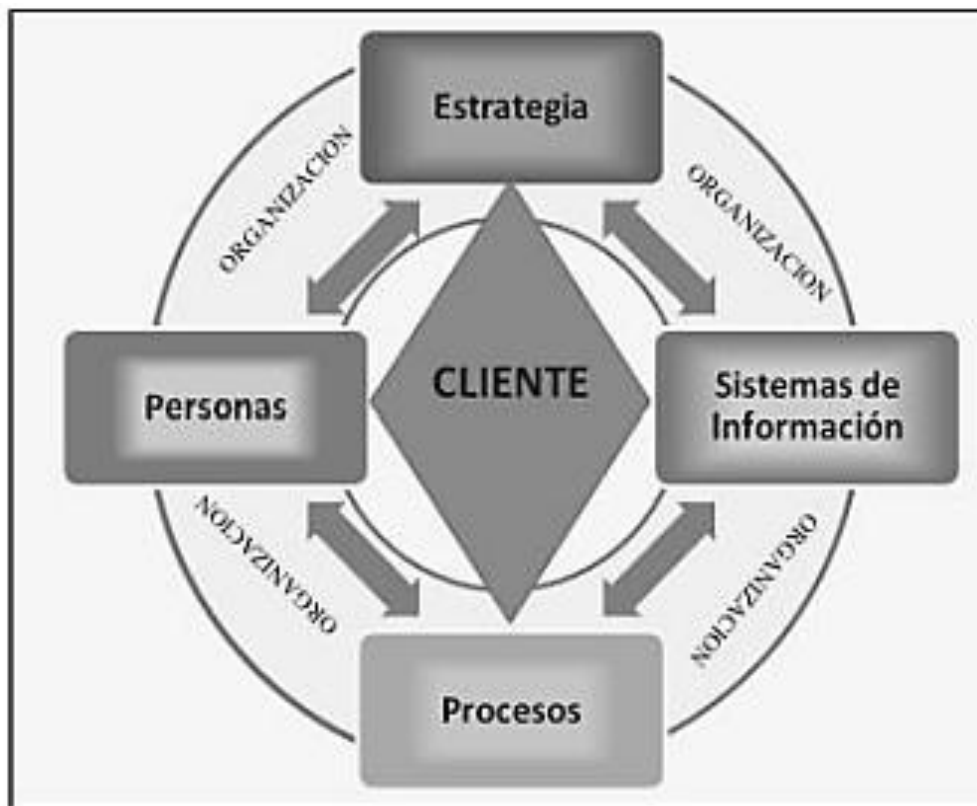 Estrategia
ORGANIZACION
ORGANIZACION
Personas
CLIENTE
Sistemas de
Información
ORGANIZACION
ORGANIZACION
Procesos